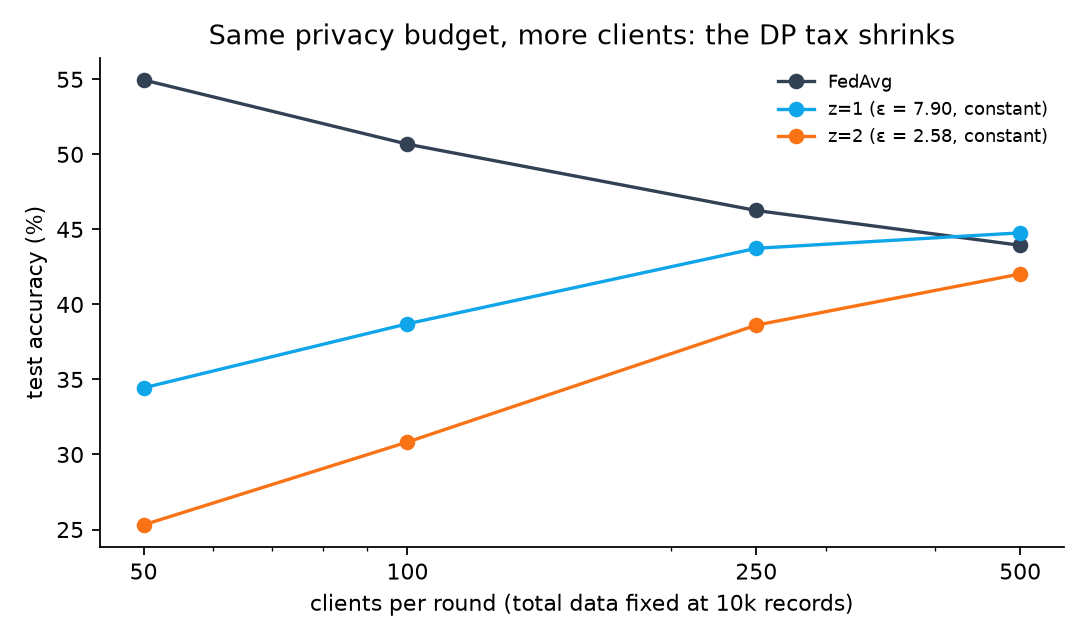 Same privacy budget, more clients: the DP tax shrinks
FedAvg
z=1 (ε = 7.90, constant)
z=2 (ε = 2.58, constant)
test accuracy (%)
55
50
45
40
35
30
25
50 100 250 500
clients per round (total data fixed at 10k records)